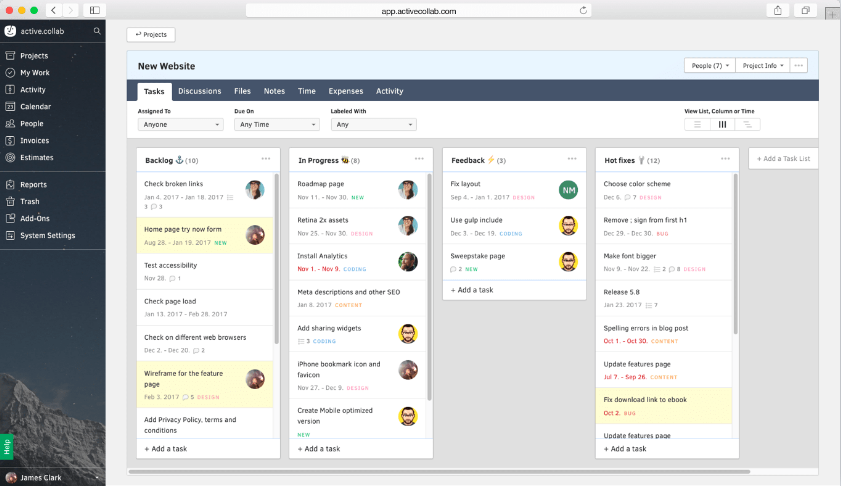 app.activecollab.com
active.collab
Projects
My Work
Activity
Calendar
People
Invoices
Estimates
Reports
Trash
Add-Ons
System Settings
Help
James Clark
Projects
New Website
People (7)
Project Info
Tasks Discussions Files Notes Time Expenses Activity
Assigned To
Anyone
Due On
Any Time
Labeled With
Any
View List, Column or Time
Backlog (10)
Check broken links
Jan 4. 2017 - Jan 18. 2017
3 3
Home page try now form
Aug 28. - Jan 19. 2017 NEW
Test accessibility
Nov 28. 1
Check page load
Jan 13. 2017 - Feb 28. 2017
Check on different web browsers
Dec 2. - Dec 20. 2
Wireframe for the feature
page
Feb 3. 2017 5 DESIGN
Add Privacy Policy, terms and
conditions
+ Add a task
In Progress (8)
Roadmap page
Nov 11. - Nov 30. NEW
Retina 2x assets
Nov 25. - Nov 30. DESIGN
Install Analytics
Nov 1. - Nov 9. CODING
Meta descriptions and other SEO
Jan 8. 2017 CONTENT
Add sharing widgets
3 CODING
iPhone bookmark icon and
favicon
Nov 27. - Dec 9. DESIGN
Create Mobile optimized
version
NEW
+ Add a task
Feedback (3)
Fix layout
Sep 4. - Jan 1. 2017 DESIGN
NM
Use gulp include
Dec 3. - Dec 19. CODING
Sweepstake page
2 NEW
+ Add a task
Hot fixes (12)
Choose color scheme
Dec 6. 7 DESIGN
Remove ; sign from first h1
Dec 29. - Dec 30. BUG
Make font bigger
Nov 9. - Nov 22. 2 8 DESIGN
Release 5.8
Jan 23. 2017 7
Spelling errors in blog post
Oct 1. - Oct 30. CONTENT
Update features page
Jul 7. - Sep 26. CONTENT
Fix download link to ebook
Oct 2. BUG
Update features page
+ Add a task
+ Add a Task List